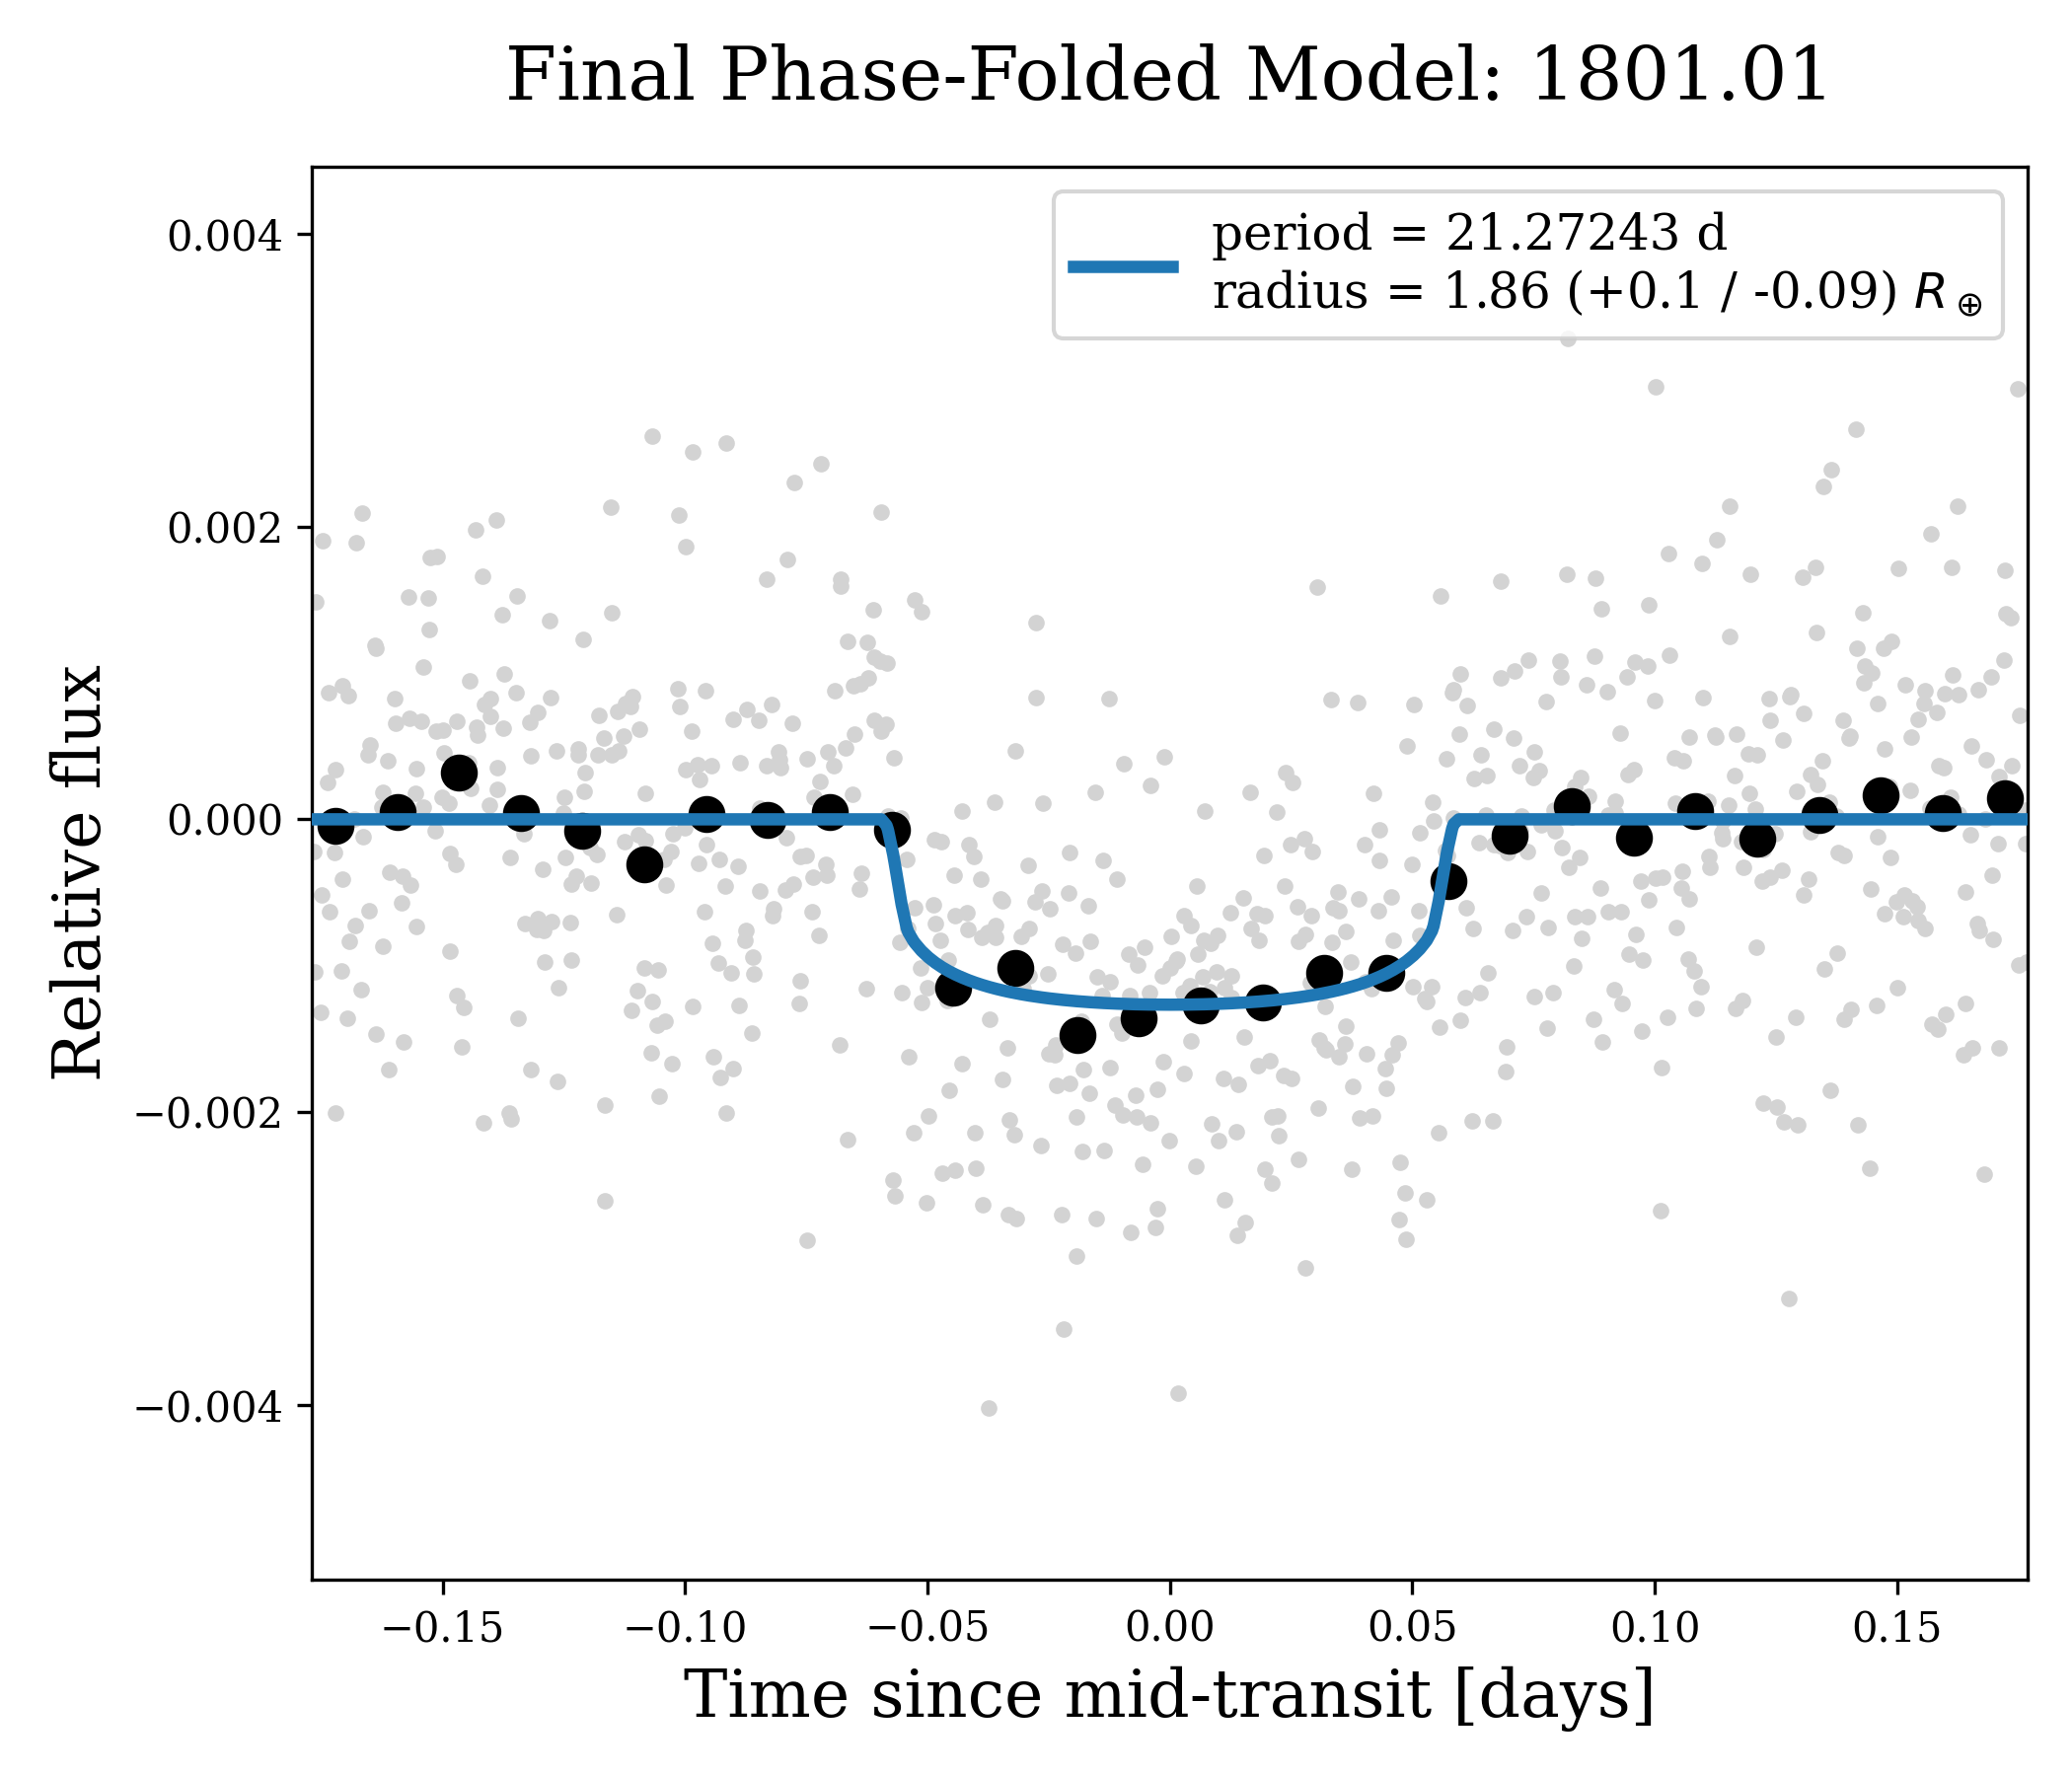 Final Phase-Folded Model: 1801.01
period = 21.27243 d
radius = 1.86 (+0.1 / -0.09) R⊕
0.004
0.002
0.000
−0.002
−0.004
Relative flux
−0.15 −0.10 −0.05 0.00 0.05 0.10 0.15
Time since mid-transit [days]